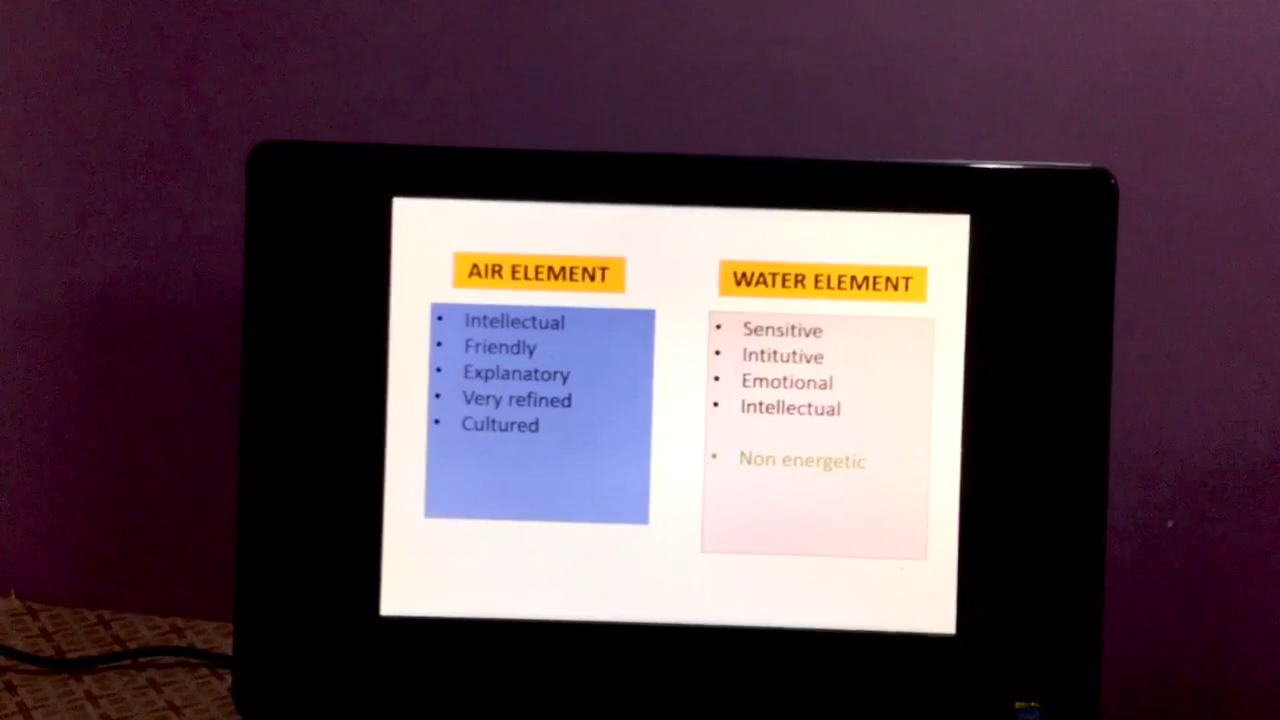 AIR ELEMENT
• Intellectual
• Friendly
• Explanatory
• Very refined
• Cultured
WATER ELEMENT
• Sensitive
• Intitutive
• Emotional
• Intellectual
• Non energetic